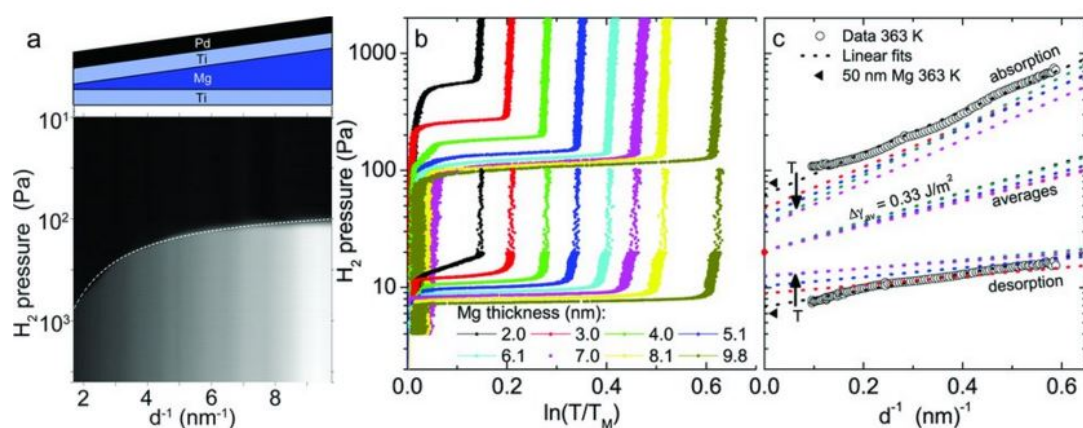 a
Pd
Ti
Mg
Ti
10¹
10²
10³
H₂ pressure (Pa)
2 4 6 8
d⁻¹ (nm⁻¹)
b
1000
100
10
H₂ pressure (Pa)
Mg thickness (nm):
2.0 3.0 4.0 5.1
6.1 7.0 8.1 9.8
0.0 0.2 0.4 0.6
ln(T/T_M)
c
Data 363 K
Linear fits
50 nm Mg 363 K
absorption
T
Δγ_av = 0.33 J/m²
averages
desorption
T
0.0 0.2 0.4 0.6
d⁻¹ (nm)⁻¹